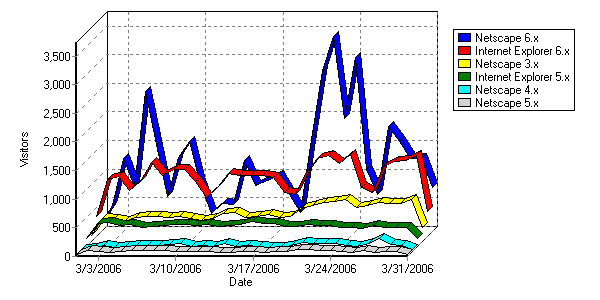 3,500
3,000
2,500
2,000
1,500
1,000
500
0
Visitors
3/3/2006 3/10/2006 3/17/2006 3/24/2006 3/31/2006
Date
Netscape 6.x
Internet Explorer 6.x
Netscape 3.x
Internet Explorer 5.x
Netscape 4.x
Netscape 5.x